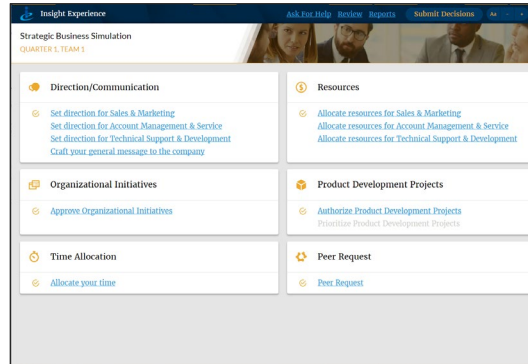 Insight Experience
Ask For Help Review Reports Submit Decisions Aa - +
Strategic Business Simulation
QUARTER 1, TEAM 1
Direction/Communication
Set direction for Sales & Marketing
Set direction for Account Management & Service
Set direction for Technical Support & Development
Craft your general message to the company
Resources
Allocate resources for Sales & Marketing
Allocate resources for Account Management & Service
Allocate resources for Technical Support & Development
Organizational Initiatives
Approve Organizational Initiatives
Product Development Projects
Authorize Product Development Projects
Prioritize Product Development Projects
Time Allocation
Allocate your time
Peer Request
Peer Request